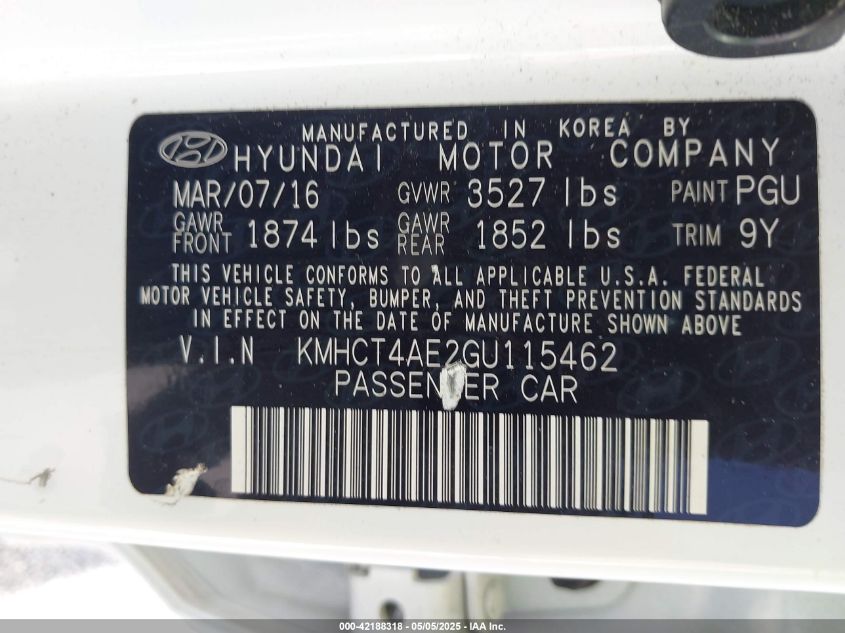 MANUFACTURED IN KOREA BY
HYUNDAI MOTOR COMPANY
MAR/07/16 GVWR 3527 lbs PAINT PGU
GAWR FRONT 1874 lbs GAWR REAR 1852 lbs TRIM 9Y
THIS VEHICLE CONFORMS TO ALL APPLICABLE U.S.A. FEDERAL
MOTOR VEHICLE SAFETY, BUMPER, AND THEFT PREVENTION STANDARDS
IN EFFECT ON THE DATE OF MANUFACTURE SHOWN ABOVE
V.I.N KMHCT4AE2GU115462
PASSENGER CAR
000-42188318 - 05/05/2025 - IAA Inc.